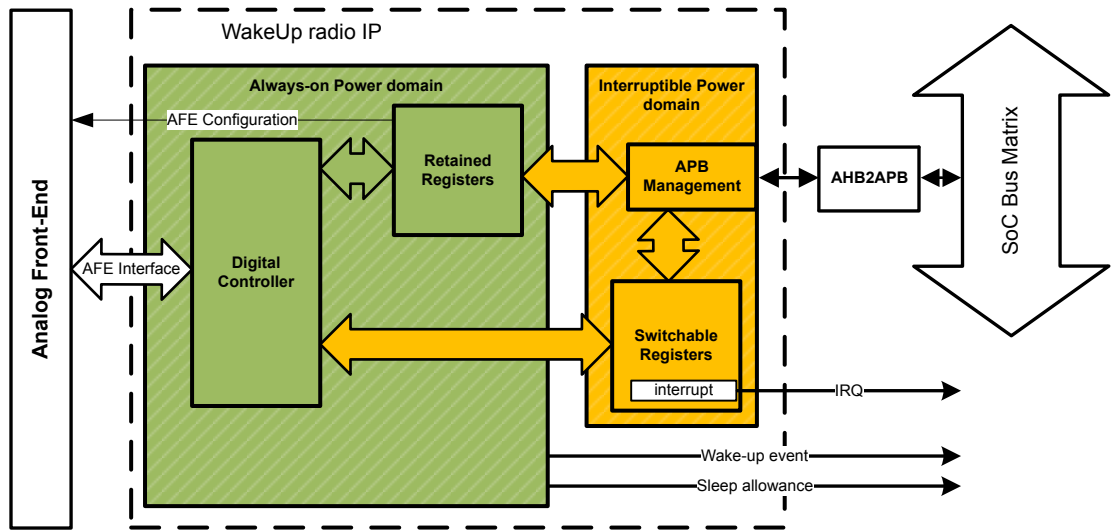 WakeUp radio IP
Analog Front-End
Always-on Power domain
AFE Configuration
Retained
Registers
Digital
Controller
AFE Interface
Interruptible Power
domain
APB
Management
Switchable
Registers
interrupt
AHB2APB
SoC Bus Matrix
IRQ
Wake-up event
Sleep allowance